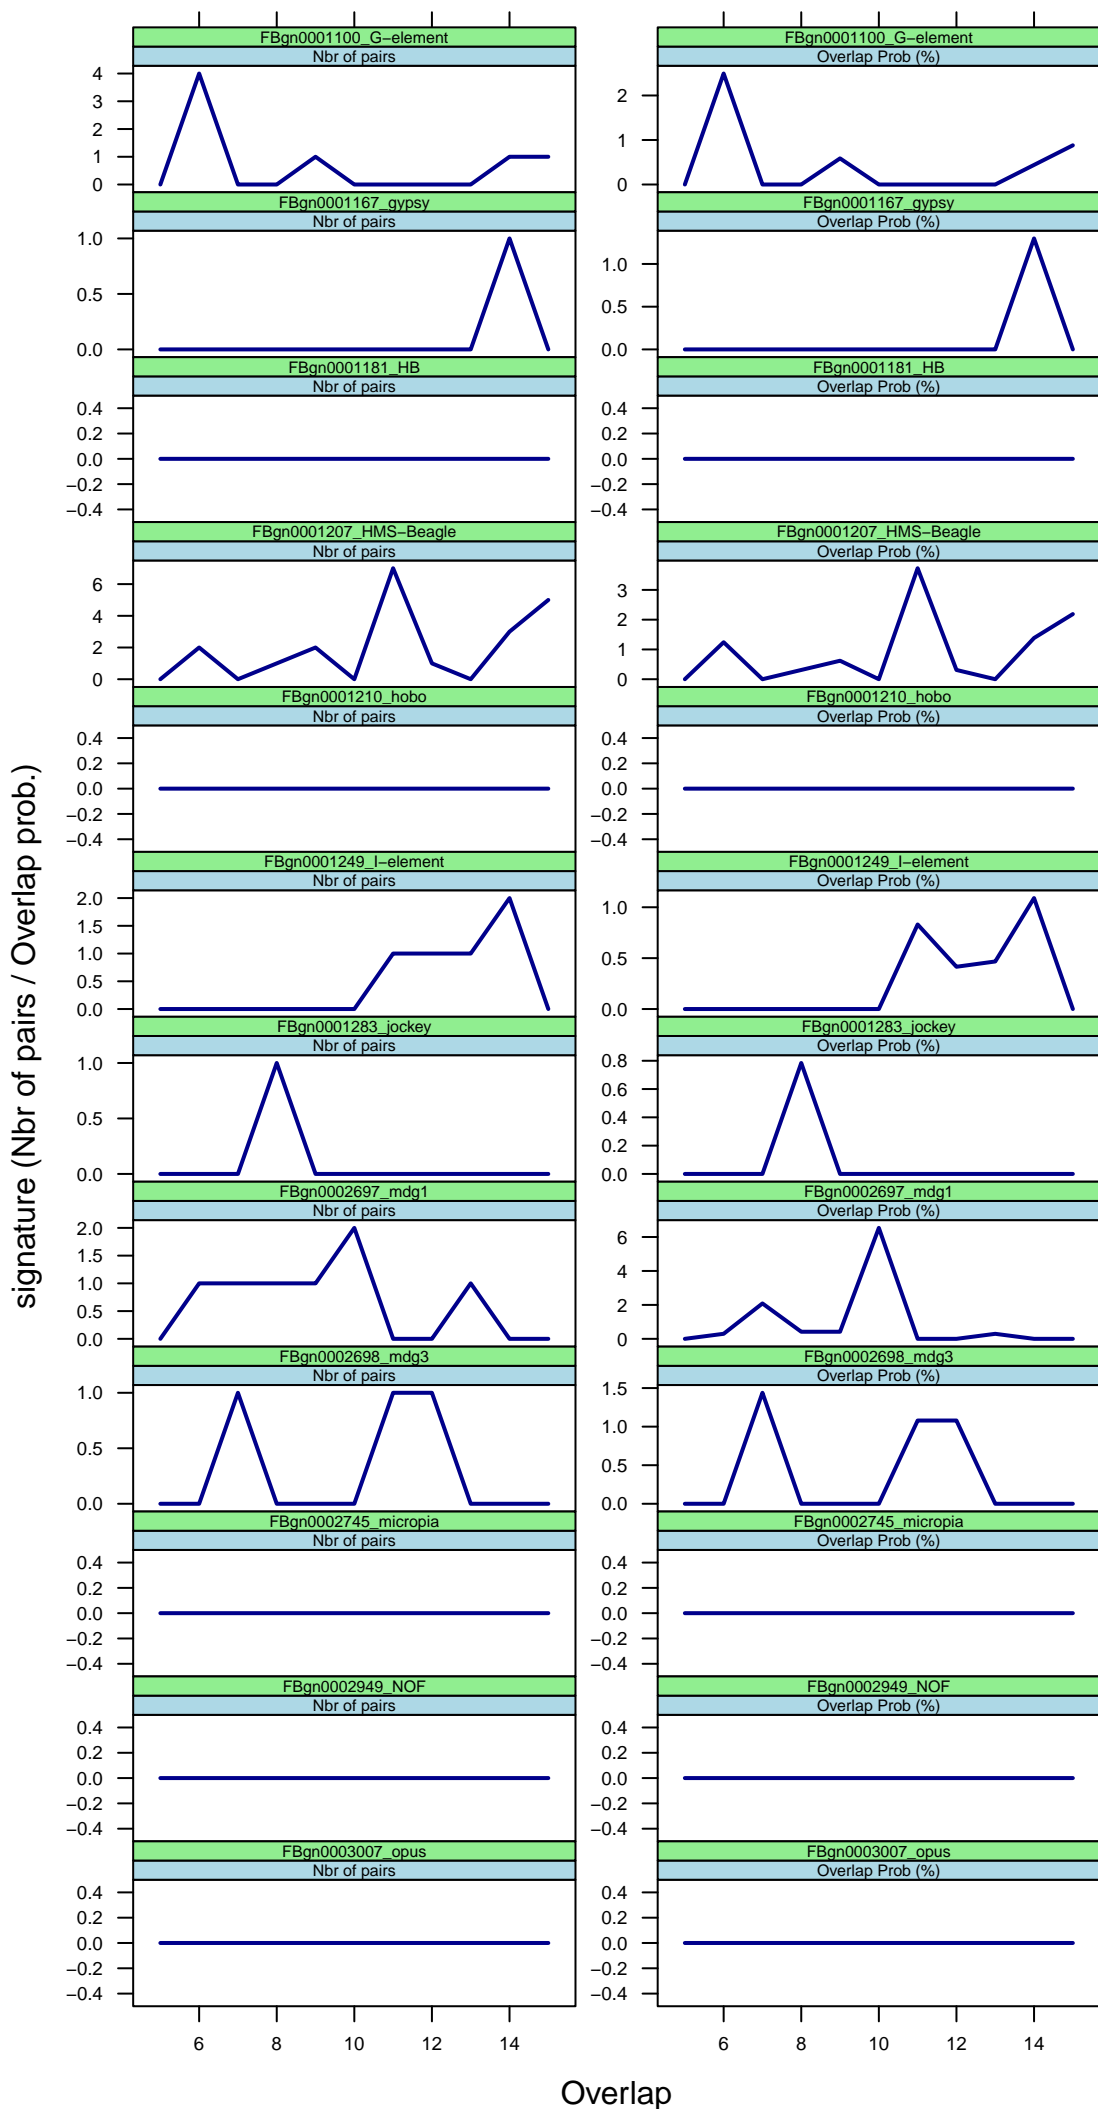 FBgn0001100_G−element FBgn0001100_G−element
Nbr of pairs Overlap Prob (%)
4
3
2
1
0
2
1
0
FBgn0001167_gypsy FBgn0001167_gypsy
Nbr of pairs Overlap Prob (%)
1.0
0.5
0.0
1.0
0.5
0.0
FBgn0001181_HB FBgn0001181_HB
Nbr of pairs Overlap Prob (%)
0.4 0.4
0.2 0.2
0.0 0.0
−0.2 −0.2
−0.4 −0.4
FBgn0001207_HMS−Beagle FBgn0001207_HMS−Beagle
Nbr of pairs Overlap Prob (%)
6
4
2
0
3
2
1
0
FBgn0001210_hobo FBgn0001210_hobo
Nbr of pairs Overlap Prob (%)
0.4 0.4
0.2 0.2
0.0 0.0
−0.2 −0.2
−0.4 −0.4
FBgn0001249_I−element FBgn0001249_I−element
Nbr of pairs Overlap Prob (%)
2.0
1.5
1.0
0.5
0.0
1.0
0.5
0.0
FBgn0001283_jockey FBgn0001283_jockey
Nbr of pairs Overlap Prob (%)
1.0
0.5
0.0
0.8
0.6
0.4
0.2
0.0
FBgn0002697_mdg1 FBgn0002697_mdg1
Nbr of pairs Overlap Prob (%)
2.0
1.5
1.0
0.5
0.0
6
4
2
0
FBgn0002698_mdg3 FBgn0002698_mdg3
Nbr of pairs Overlap Prob (%)
1.0
0.5
0.0
1.5
1.0
0.5
0.0
FBgn0002745_micropia FBgn0002745_micropia
Nbr of pairs Overlap Prob (%)
0.4 0.4
0.2 0.2
0.0 0.0
−0.2 −0.2
−0.4 −0.4
FBgn0002949_NOF FBgn0002949_NOF
Nbr of pairs Overlap Prob (%)
0.4 0.4
0.2 0.2
0.0 0.0
−0.2 −0.2
−0.4 −0.4
FBgn0003007_opus FBgn0003007_opus
Nbr of pairs Overlap Prob (%)
0.4 0.4
0.2 0.2
0.0 0.0
−0.2 −0.2
−0.4 −0.4
6 8 10 12 14 6 8 10 12 14
Overlap
signature (Nbr of pairs / Overlap prob.)